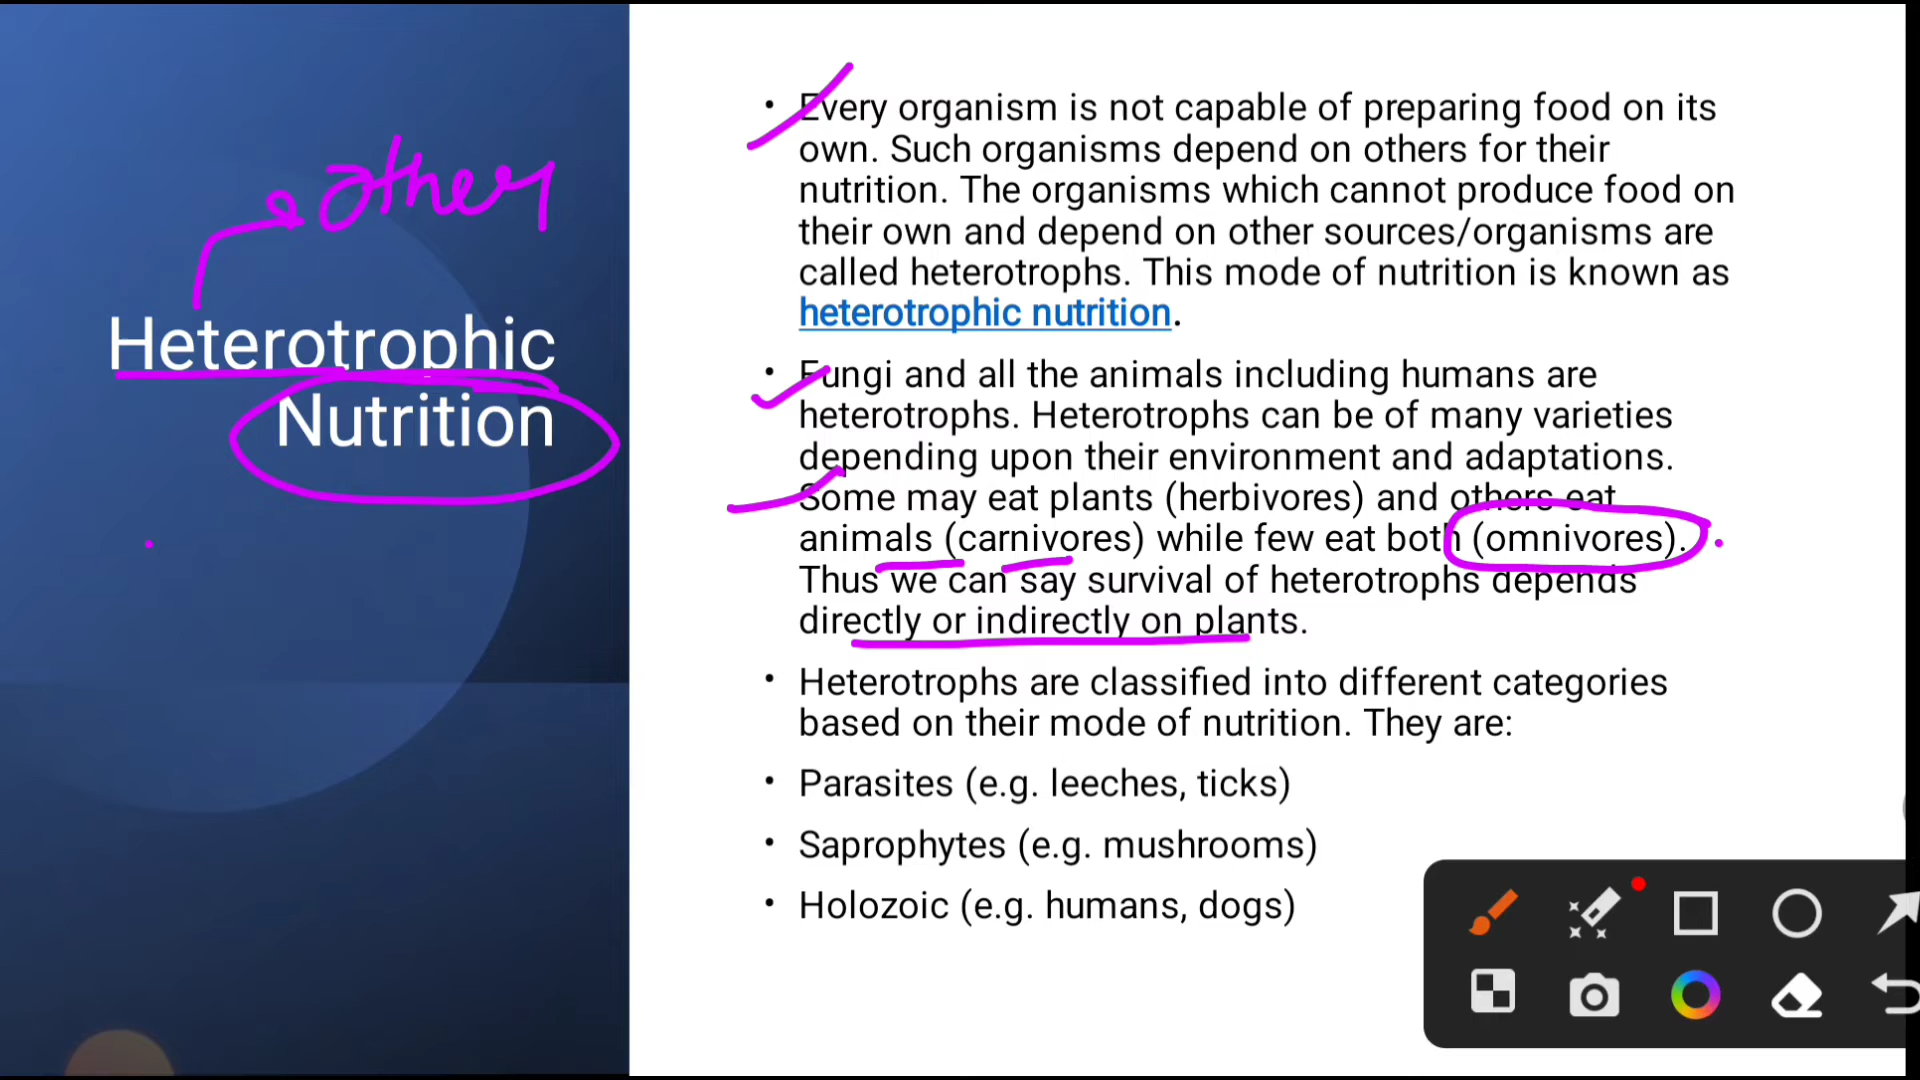 other
Heterotrophic
Nutrition
• Every organism is not capable of preparing food on its
own. Such organisms depend on others for their
nutrition. The organisms which cannot produce food on
their own and depend on other sources/organisms are
called heterotrophs. This mode of nutrition is known as
heterotrophic nutrition.
• Fungi and all the animals including humans are
heterotrophs. Heterotrophs can be of many varieties
depending upon their environment and adaptations.
Some may eat plants (herbivores) and others eat
animals (carnivores) while few eat both (omnivores).
Thus we can say survival of heterotrophs depends
directly or indirectly on plants.
• Heterotrophs are classified into different categories
based on their mode of nutrition. They are:
• Parasites (e.g. leeches, ticks)
• Saprophytes (e.g. mushrooms)
• Holozoic (e.g. humans, dogs)